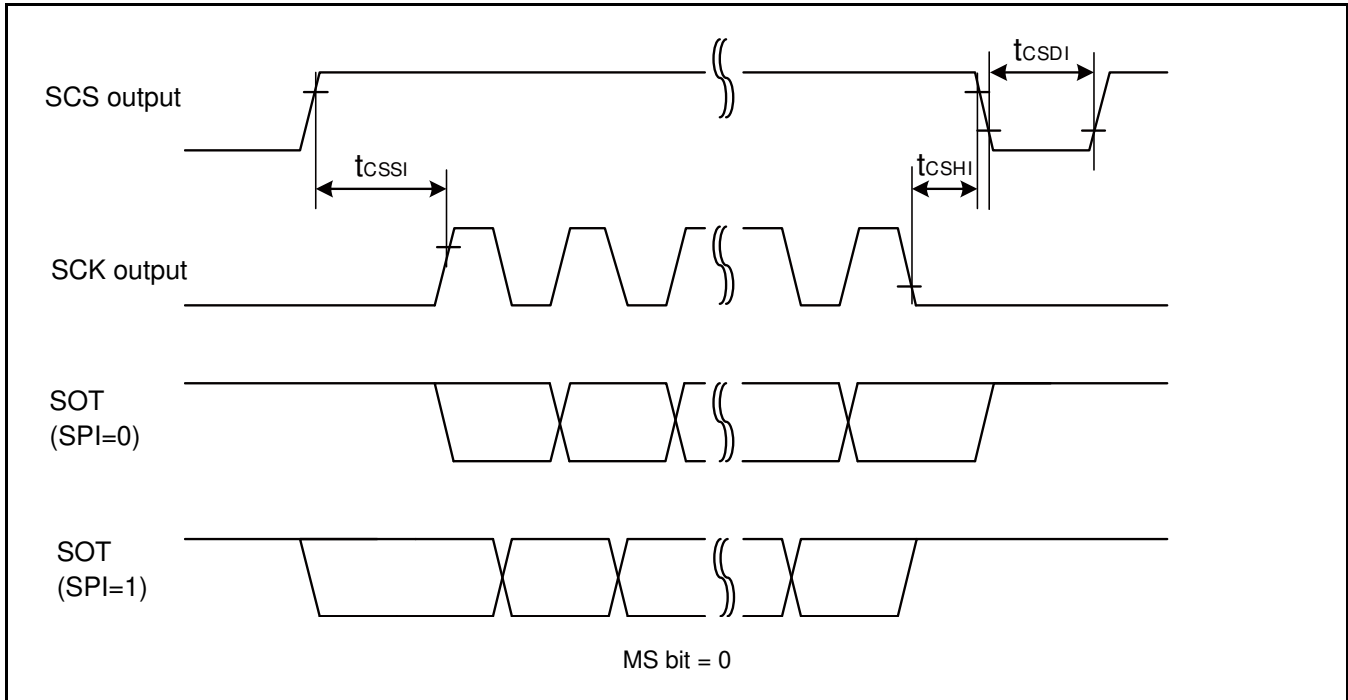 tCSDI
SCS output
tCSSI
tCSHI
SCK output
SOT
(SPI=0)
SOT
(SPI=1)
MS bit = 0